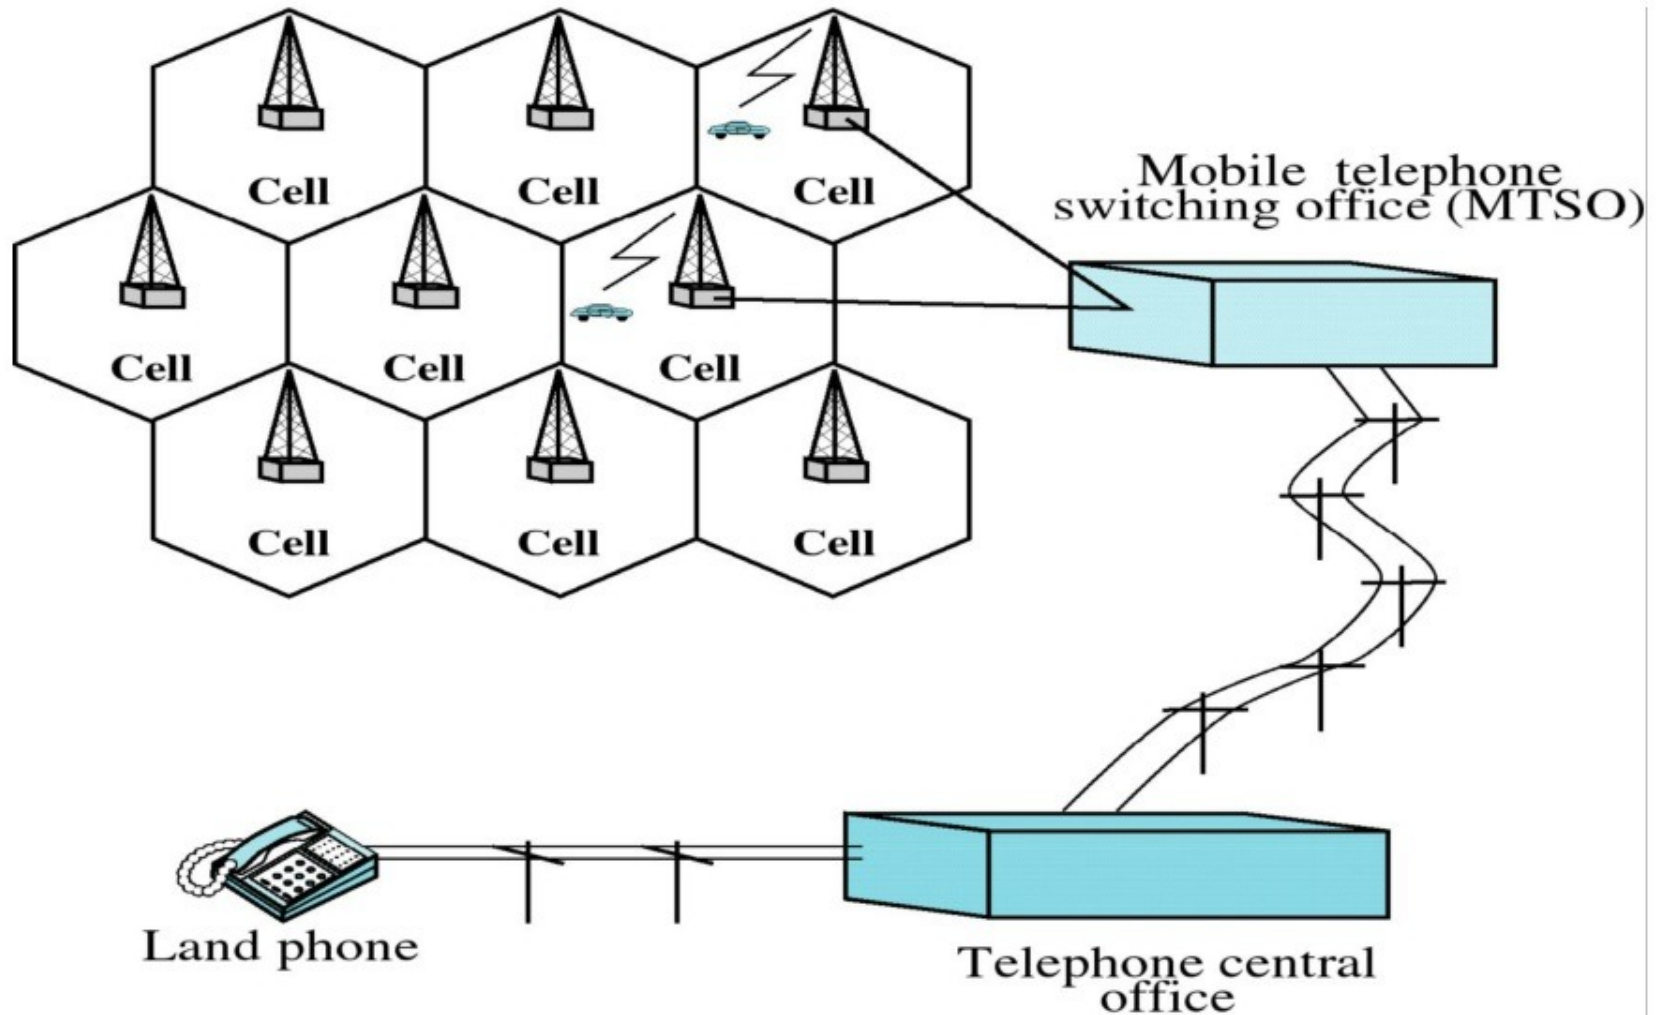 Cell Cell Cell
Mobile telephone
switching office (MTSO)
Cell Cell Cell
Cell Cell Cell
Land phone
Telephone central
office